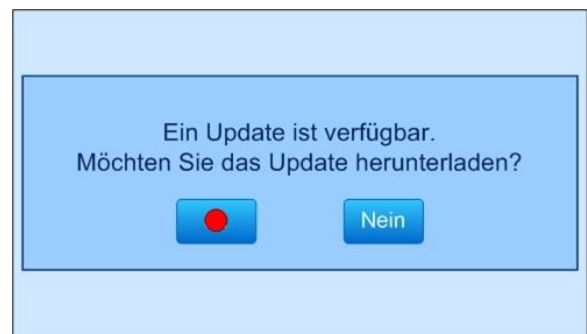 Ein Update ist verfügbar.
Möchten Sie das Update herunterladen?
Nein